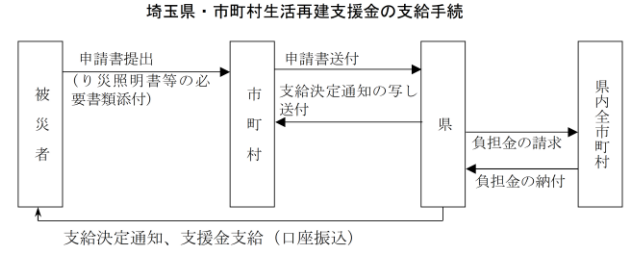 埼玉県・市町村生活再建支援金の支給手続
被災者
申請書提出
(り災照明書等の必
要書類添付)
市町村
申請書送付
支給決定通知の写し
送付
県
負担金の請求
負担金の納付
県内全市町村
支給決定通知、支援金支給（口座振込）